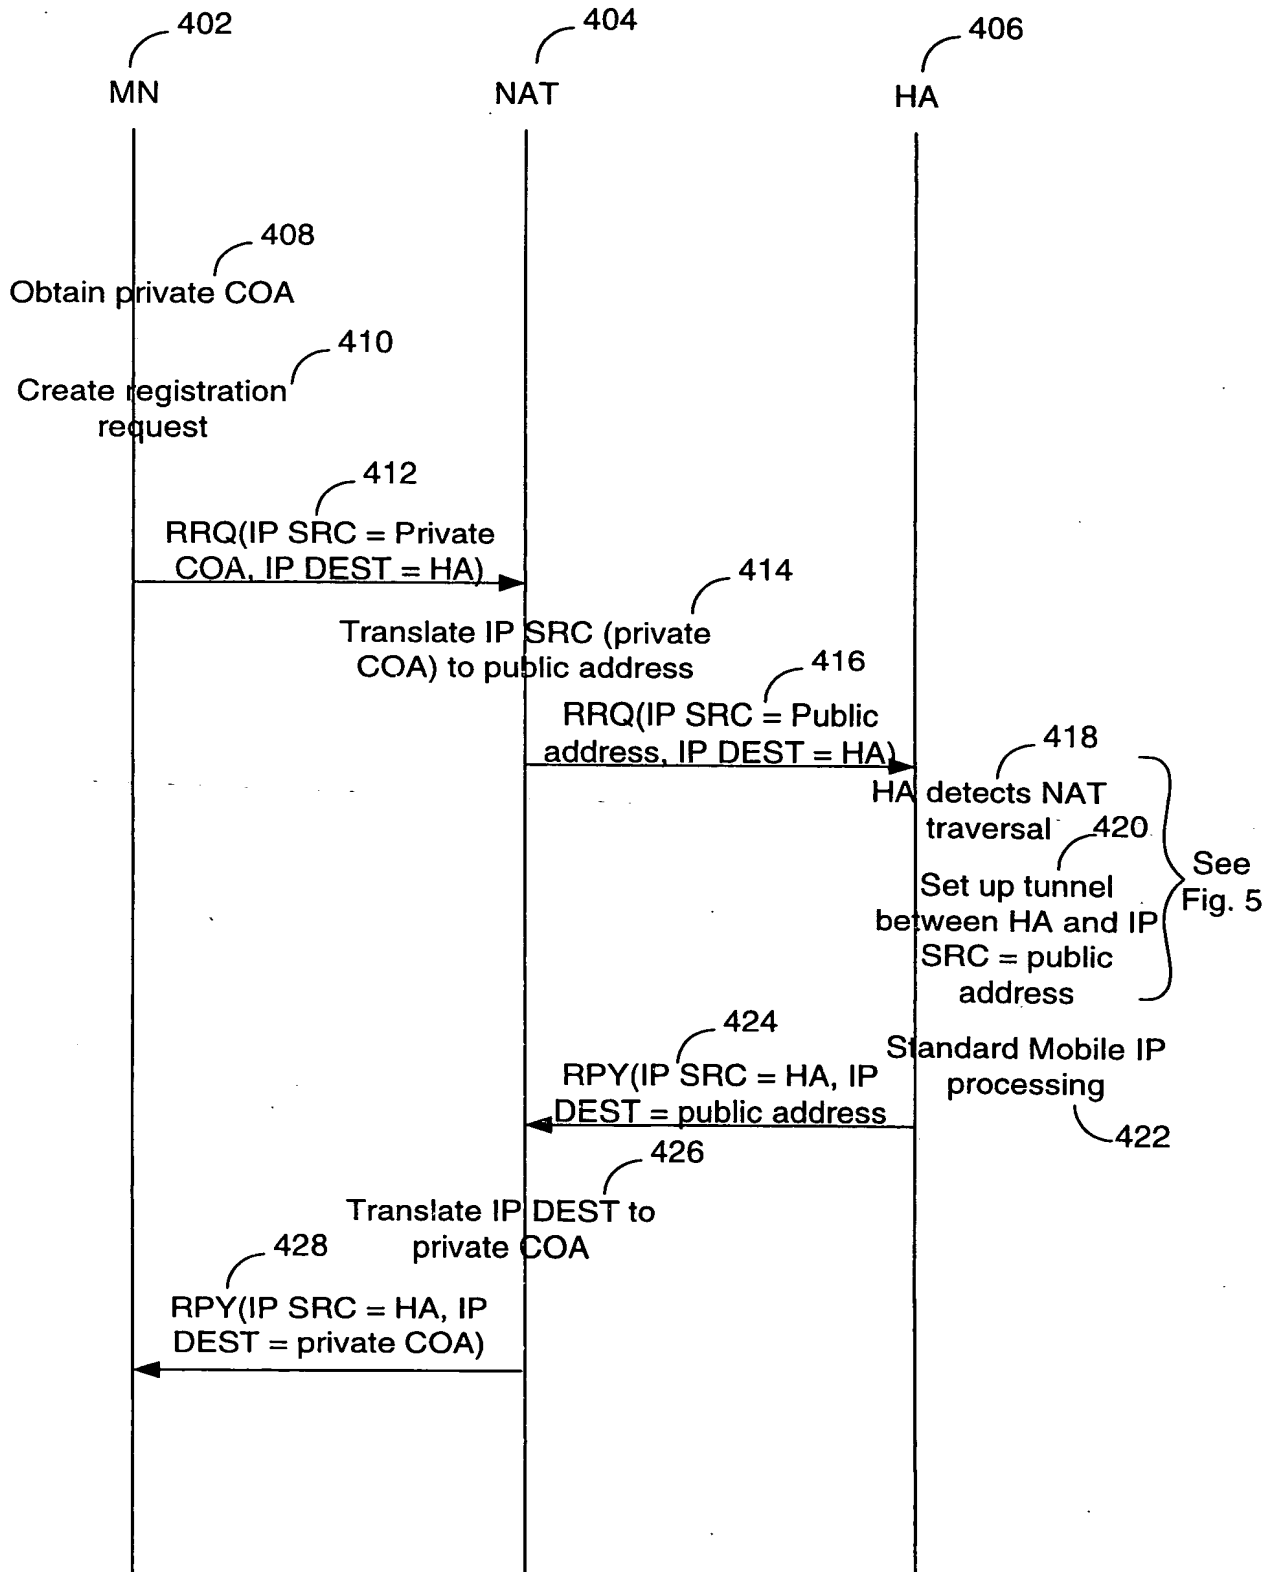 402
404
406
MN
NAT
HA
408
Obtain private COA
410
Create registration
request
412
RRQ(IP SRC = Private
COA, IP DEST = HA)
414
Translate IP SRC (private
COA) to public address
416
RRQ(IP SRC = Public
address, IP DEST = HA)
418
HA detects NAT
traversal
420
Set up tunnel
between HA and IP
SRC = public
address
See
Fig. 5
424
RPY(IP SRC = HA, IP
DEST = public address
Standard Mobile IP
processing
422
426
Translate IP DEST to
private COA
428
RPY(IP SRC = HA, IP
DEST = private COA)